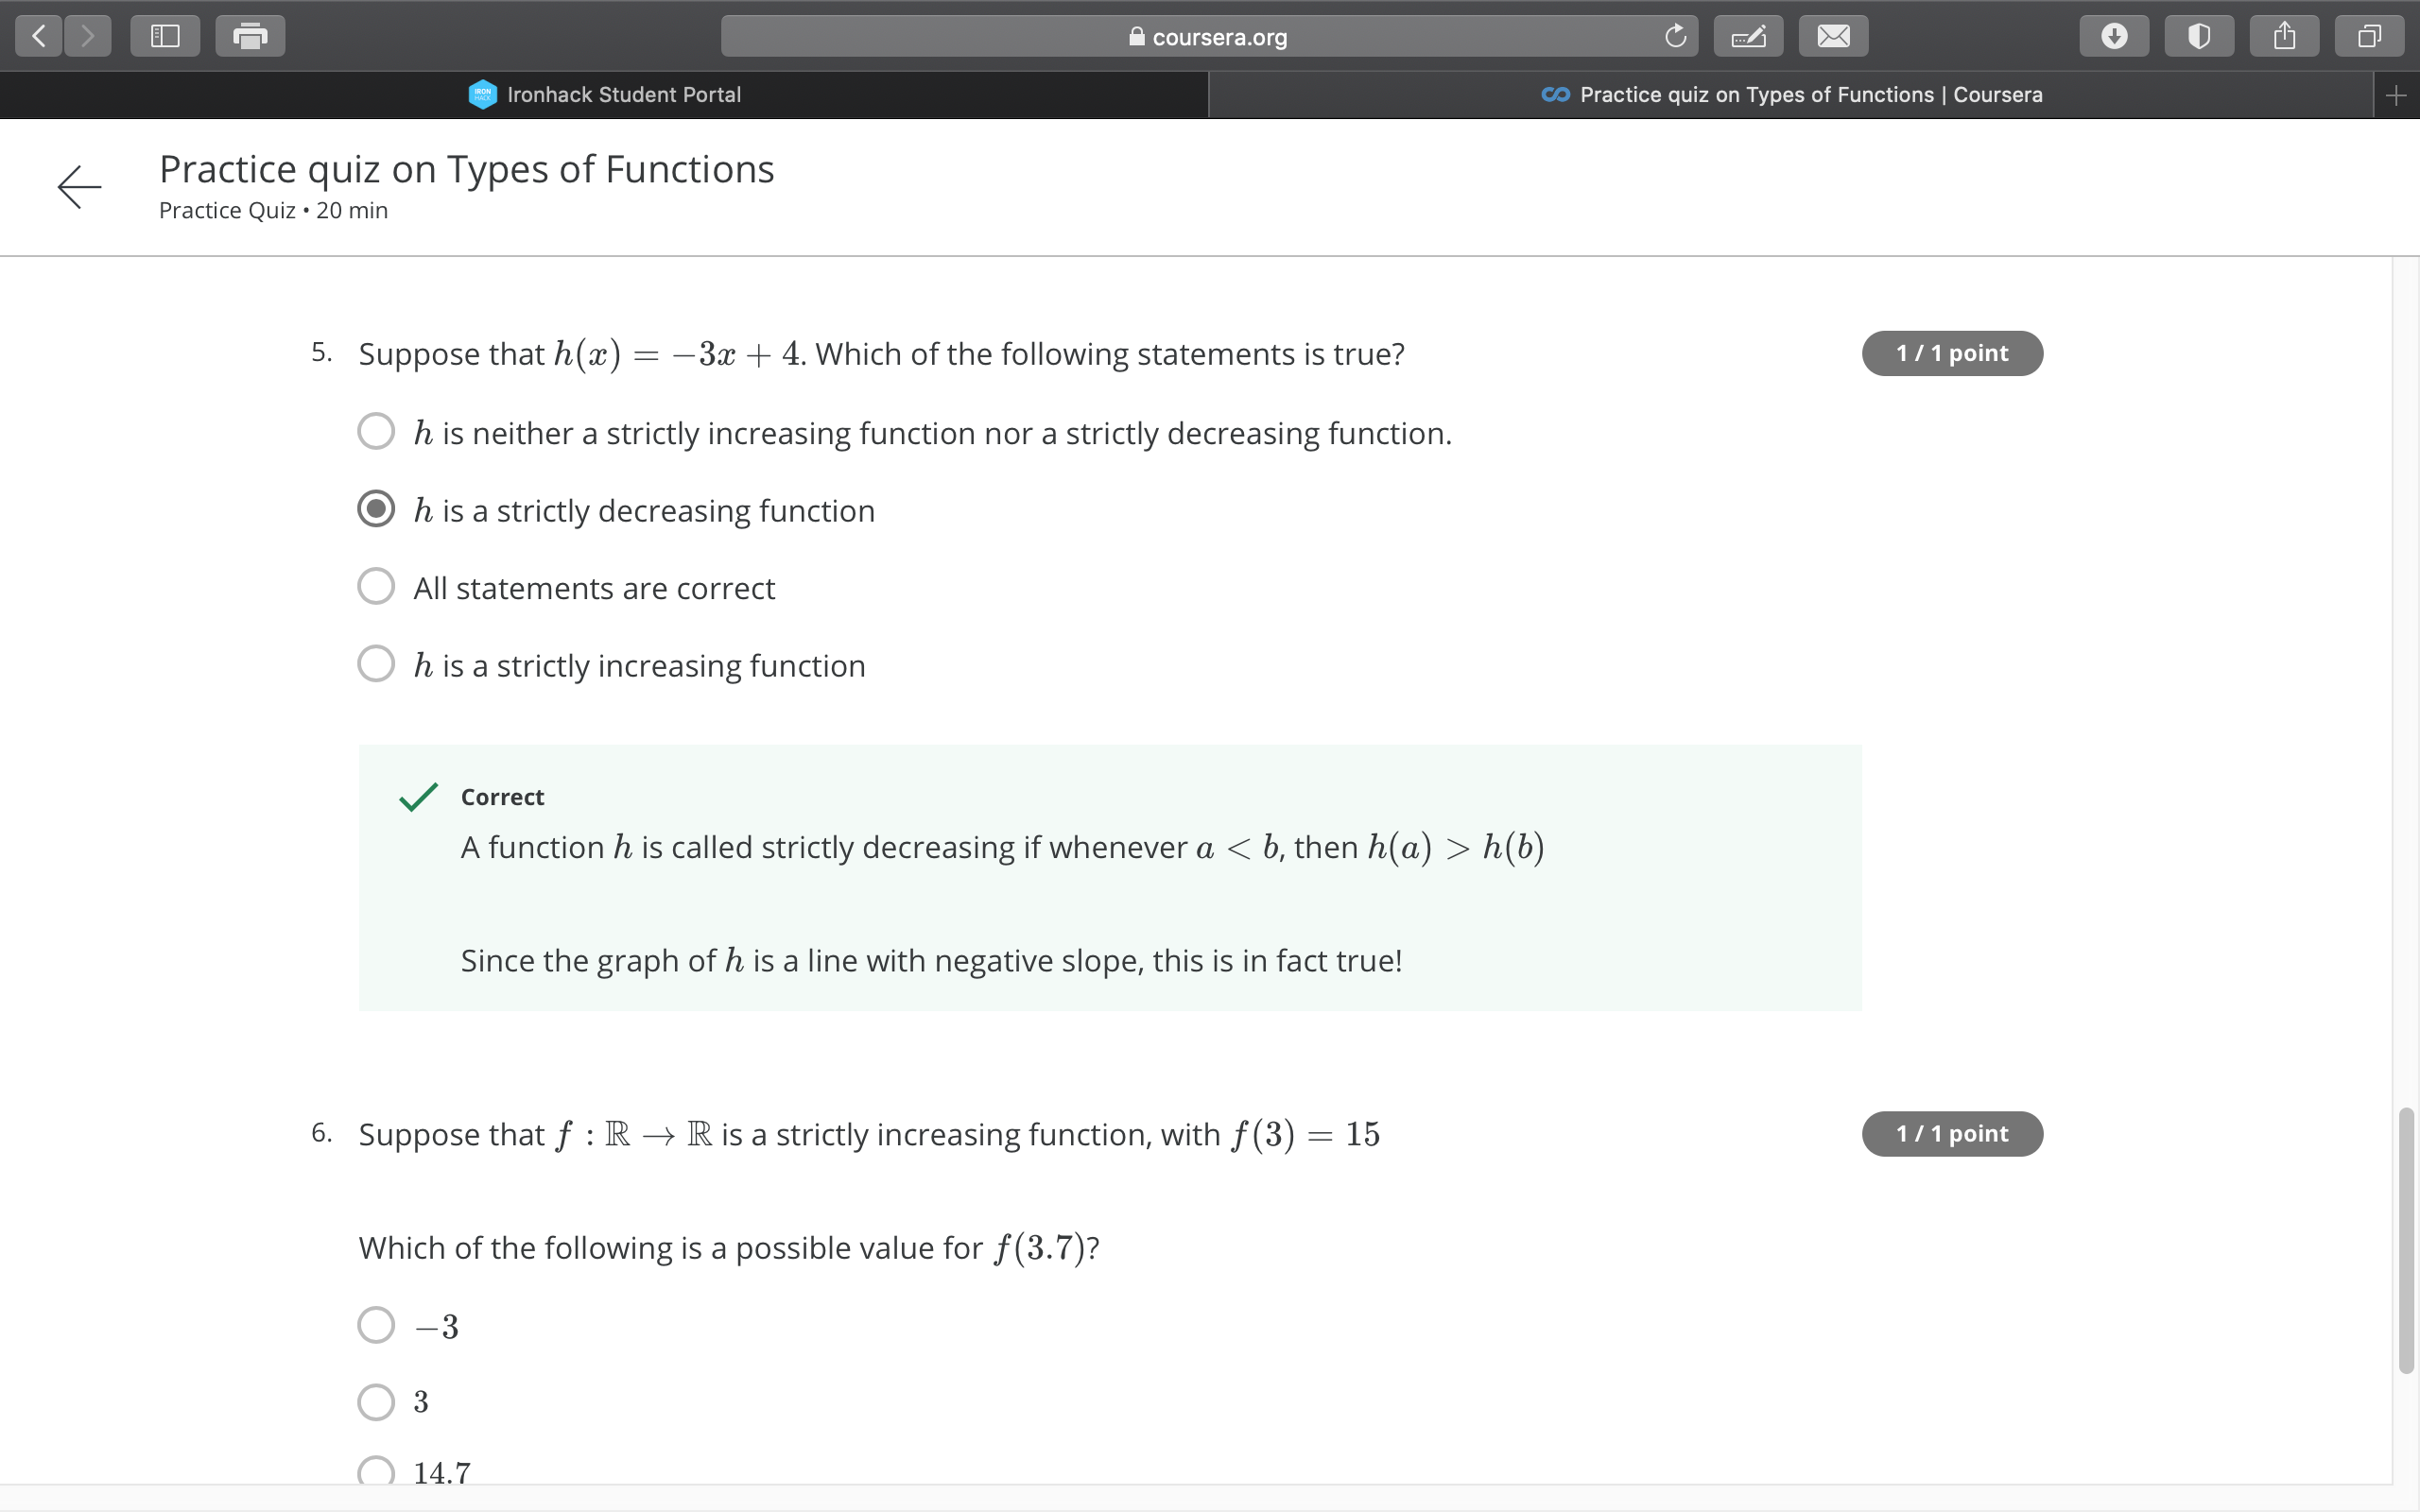 coursera.org
IRON HACK Ironhack Student Portal
Practice quiz on Types of Functions | Coursera
Practice quiz on Types of Functions
Practice Quiz • 20 min
5. Suppose that h(x) = −3x + 4. Which of the following statements is true?
1 / 1 point
h is neither a strictly increasing function nor a strictly decreasing function.
h is a strictly decreasing function
All statements are correct
h is a strictly increasing function
Correct
A function h is called strictly decreasing if whenever a < b, then h(a) > h(b)
Since the graph of h is a line with negative slope, this is in fact true!
6. Suppose that f : ℝ → ℝ is a strictly increasing function, with f(3) = 15
1 / 1 point
Which of the following is a possible value for f(3.7)?
−3
3
14.7